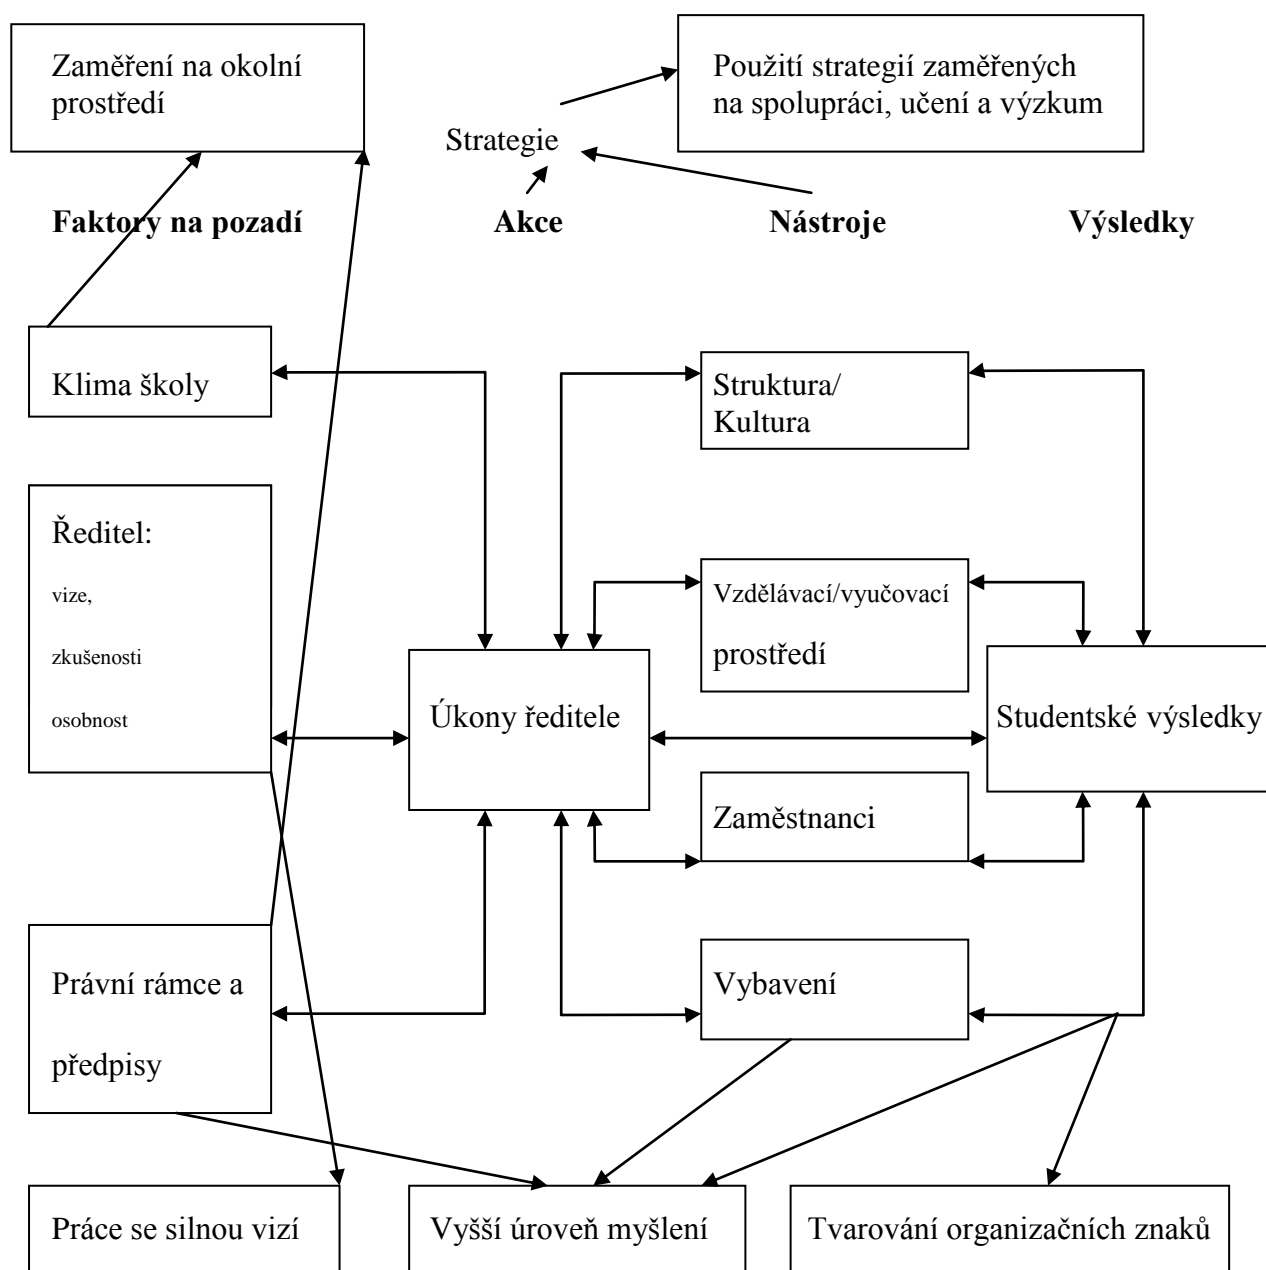 Zaměření na okolní
prostředí
Použití strategií zaměřených
na spolupráci, učení a výzkum
Strategie
Faktory na pozadí
Akce
Nástroje
Výsledky
Klima školy
Struktura/
Kultura
Ředitel:
vize,
zkušenosti
osobnost
Vzdělávací/vyučovací
prostředí
Úkony ředitele
Studentské výsledky
Zaměstnanci
Právní rámce a
předpisy
Vybavení
Práce se silnou vizí
Vyšší úroveň myšlení
Tvarování organizačních znaků